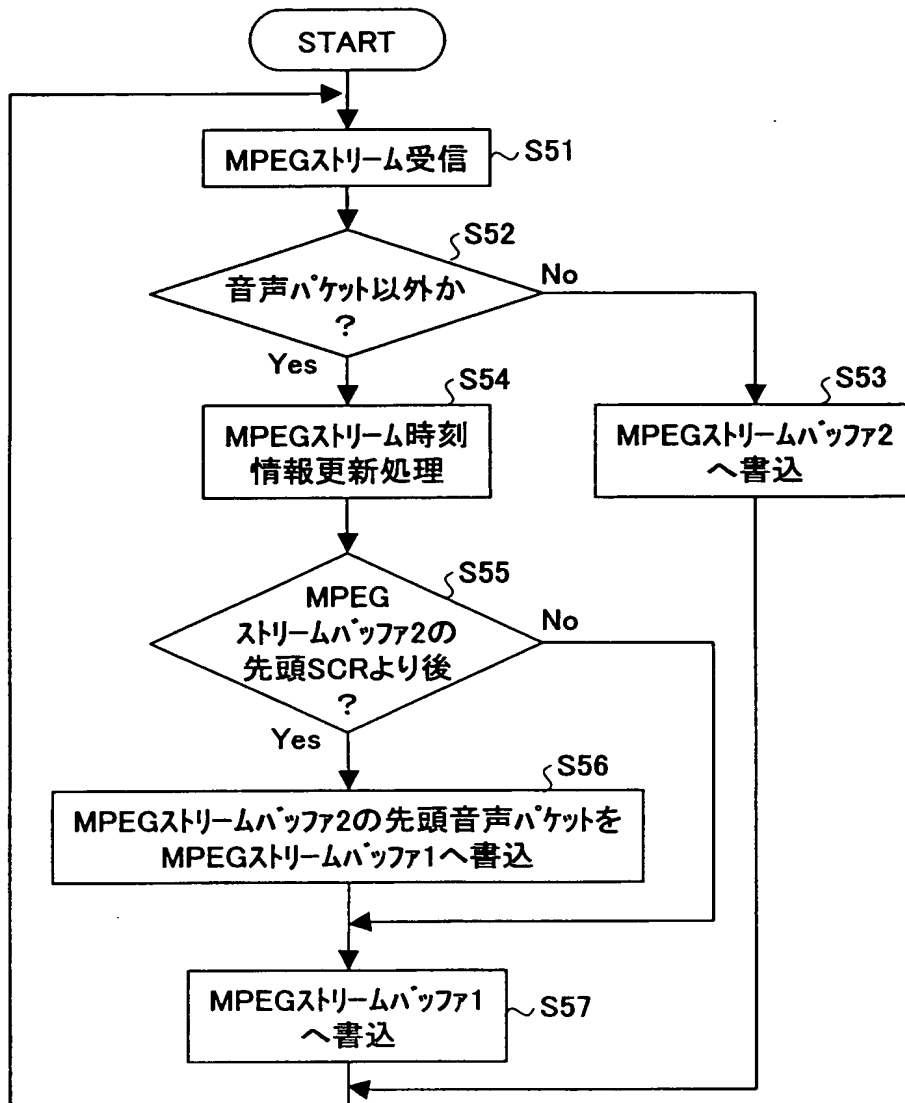 START
MPEGストリーム受信
S51
S52
音声パケット以外か
?
No
Yes
S54
S53
MPEGストリーム時刻
情報更新処理
MPEGストリームバッファ2
へ書込
S55
MPEG
ストリームバッファ2の
先頭SCRより後
?
No
Yes
S56
MPEGストリームバッファ2の先頭音声パケットを
MPEGストリームバッファ1へ書込
MPEGストリームバッファ1
へ書込
S57